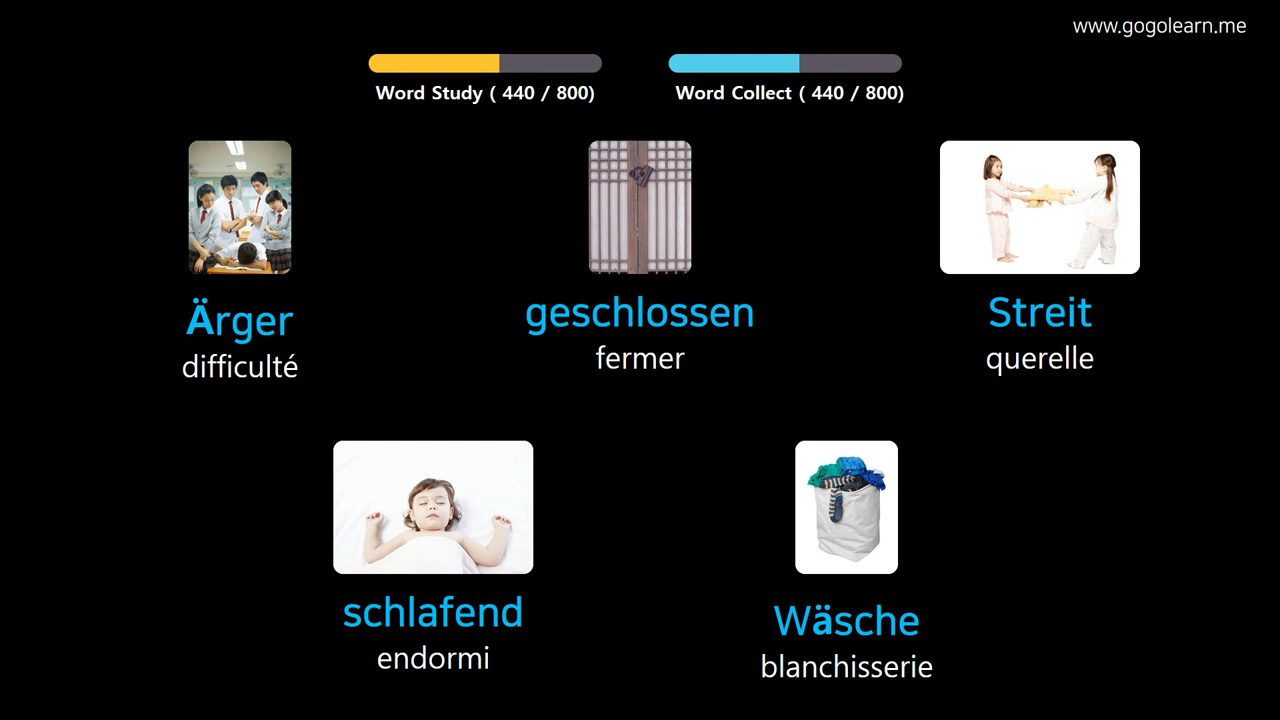 www.gogolearn.me
Word Study ( 440 / 800)
Word Collect ( 440 / 800)
Ärger
difficulté
geschlossen
fermer
Streit
querelle
schlafend
endormi
Wäsche
blanchisserie